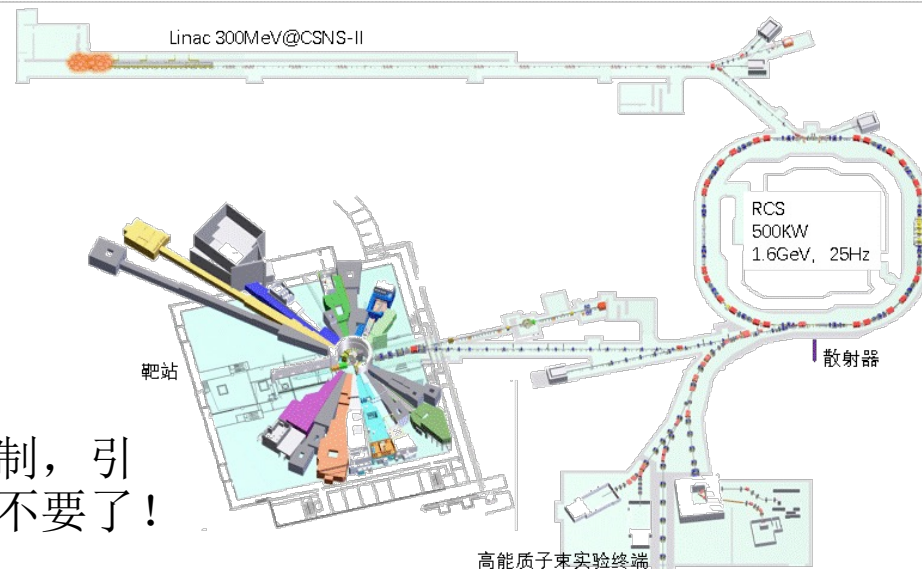 Linac 300MeV@CSNS-II
RCS
500KW
1.6GeV, 25Hz
散射器
靶站
制，引
不要了！
高能质子束实验终端